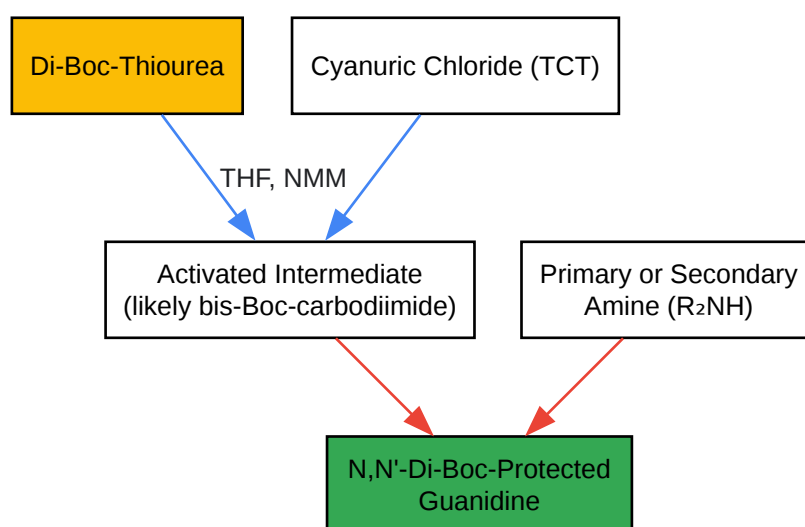 Di-Boc-Thiourea
Cyanuric Chloride (TCT)
THF, NMM
Activated Intermediate
(likely bis-Boc-carbodiimide)
Primary or Secondary
Amine (R₂NH)
N,N'-Di-Boc-Protected
Guanidine